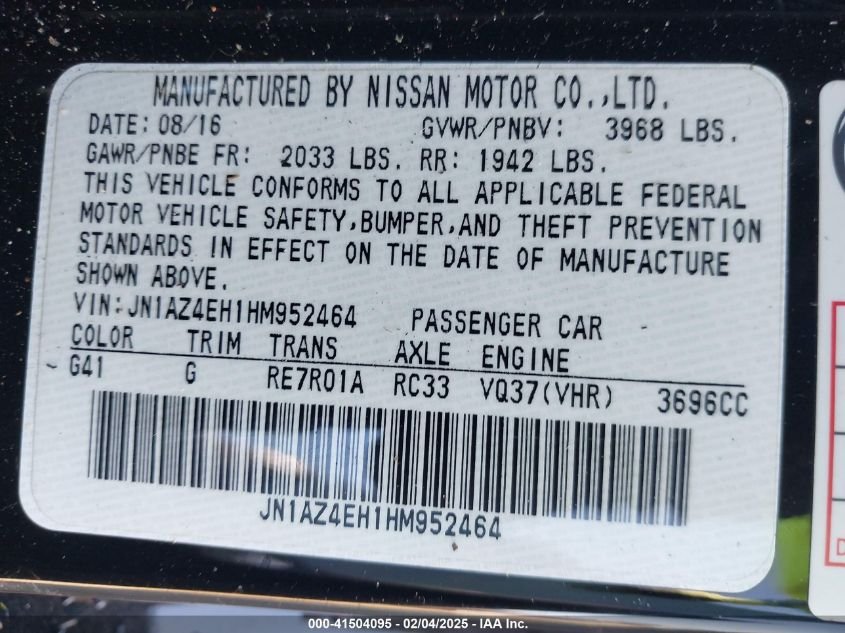 MANUFACTURED BY NISSAN MOTOR CO.,LTD.
DATE: 08/16 GVWR/PNBV: 3968 LBS.
GAWR/PNBE FR: 2033 LBS. RR: 1942 LBS.
THIS VEHICLE CONFORMS TO ALL APPLICABLE FEDERAL
MOTOR VEHICLE SAFETY,BUMPER,AND THEFT PREVENTION
STANDARDS IN EFFECT ON THE DATE OF MANUFACTURE
SHOWN ABOVE.
VIN:JN1AZ4EH1HM952464 PASSENGER CAR
COLOR TRIM TRANS AXLE ENGINE
G41 G RE7R01A RC33 VQ37(VHR) 3696CC
JN1AZ4EH1HM952464
000-41504095 - 02/04/2025 - IAA Inc.